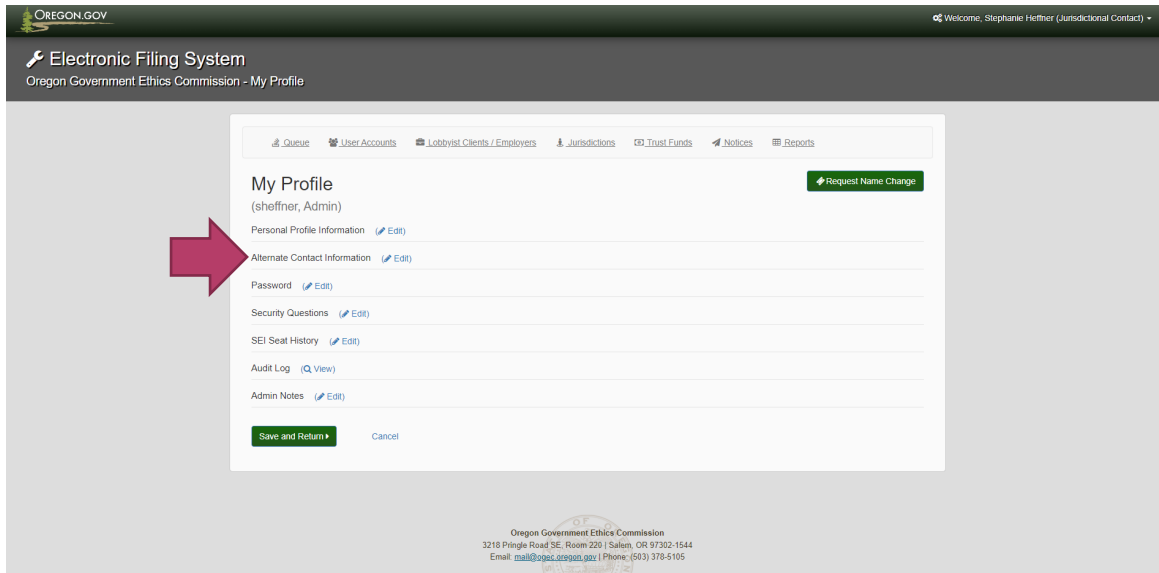 OREGON.GOV
Welcome, Stephanie Heffner (Jurisdictional Contact)
Electronic Filing System
Oregon Government Ethics Commission - My Profile
Queue User Accounts Lobbyist Clients / Employers Jurisdictions Trust Funds Notices Reports
My Profile
Request Name Change
(sheffner, Admin)
Personal Profile Information (Edit)
Alternate Contact Information (Edit)
Password (Edit)
Security Questions (Edit)
SEI Seat History (Edit)
Audit Log (View)
Admin Notes (Edit)
Save and Return Cancel
Oregon Government Ethics Commission
3218 Pringle Road SE, Room 220 | Salem, OR 97302-1544
Email: mail@ogec.oregon.gov | Phone: (503) 378-5105